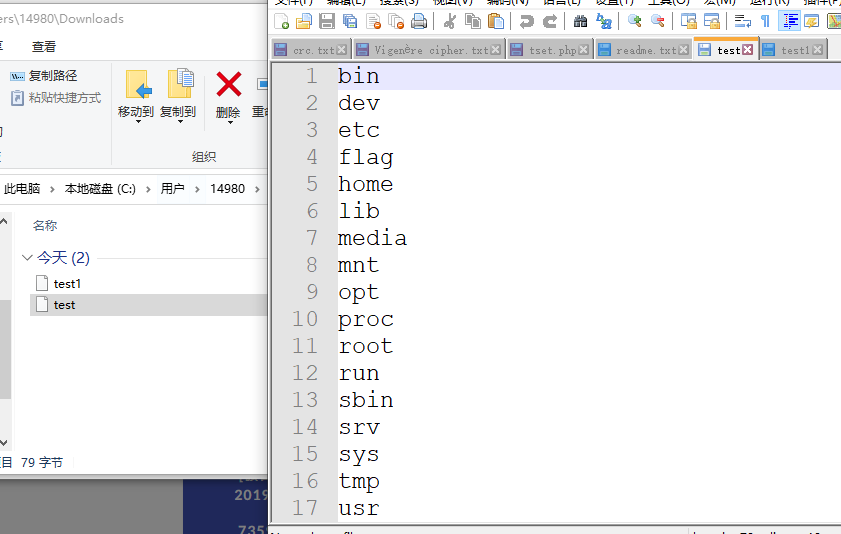 ers\14980\Downloads
查看
复制路径
粘贴快捷方式
移动到
复制到
删除
组织
此电脑 > 本地磁盘 (C:) > 用户 > 14980 >
名称
今天 (2)
test1
test
79 字节
2019
735
crc.txt
Vigenère cipher.txt
tset.php
readme.txt
test
test1
1 bin
2 dev
3 etc
4 flag
5 home
6 lib
7 media
8 mnt
9 opt
10 proc
11 root
12 run
13 sbin
14 srv
15 sys
16 tmp
17 usr